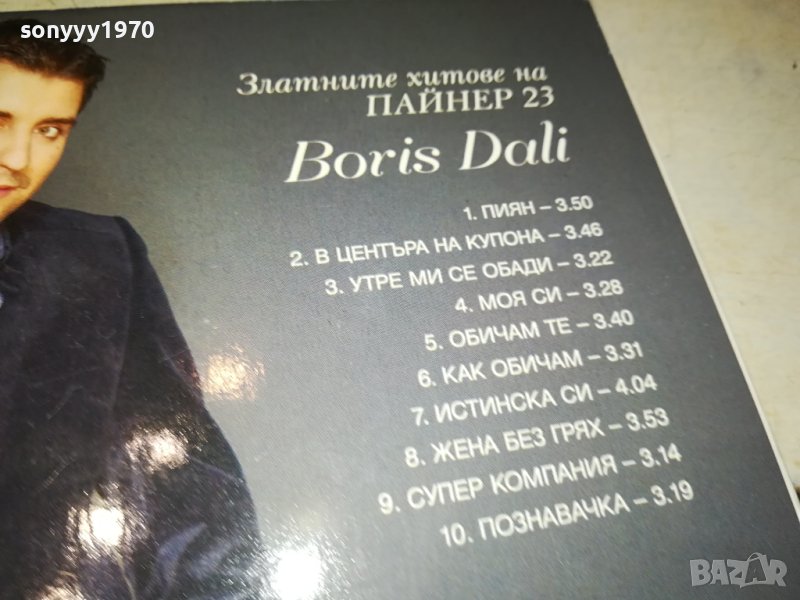 sonyyy1970
Златните хитове на
ПАЙНЕР 23
Boris Dali
1. ПИЯН – 3.50
2. В ЦЕНТЪРА НА КУПОНА – 3.46
3. УТРЕ МИ СЕ ОБАДИ – 3.22
4. МОЯ СИ – 3.28
5. ОБИЧАМ ТЕ – 3.40
6. КАК ОБИЧАМ – 3.31
7. ИСТИНСКА СИ – 4.04
8. ЖЕНА БЕЗ ГРЯХ – 3.53
9. СУПЕР КОМПАНИЯ – 3.14
10. ПОЗНАВАЧКА – 3.19
BAZAR